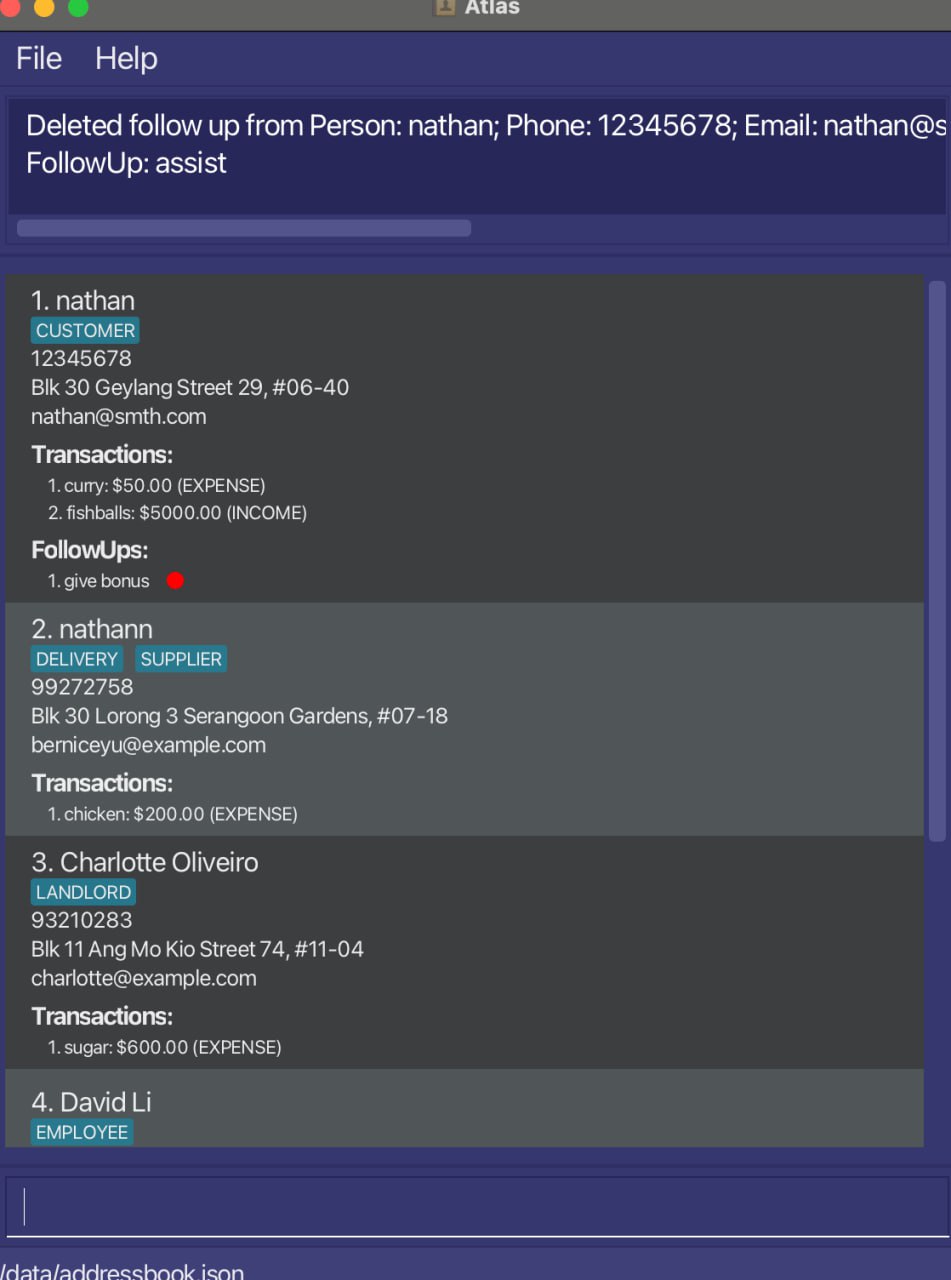 Atlas
File Help
Deleted follow up from Person: nathan; Phone: 12345678; Email: nathan@s
FollowUp: assist
1. nathan
CUSTOMER
12345678
Blk 30 Geylang Street 29, #06-40
nathan@smth.com
Transactions:
1. curry: $50.00 (EXPENSE)
2. fishballs: $5000.00 (INCOME)
FollowUps:
1. give bonus
2. nathann
DELIVERY SUPPLIER
99272758
Blk 30 Lorong 3 Serangoon Gardens, #07-18
berniceyu@example.com
Transactions:
1. chicken: $200.00 (EXPENSE)
3. Charlotte Oliveiro
LANDLORD
93210283
Blk 11 Ang Mo Kio Street 74, #11-04
charlotte@example.com
Transactions:
1. sugar: $600.00 (EXPENSE)
4. David Li
EMPLOYEE
/data/addressbook.json